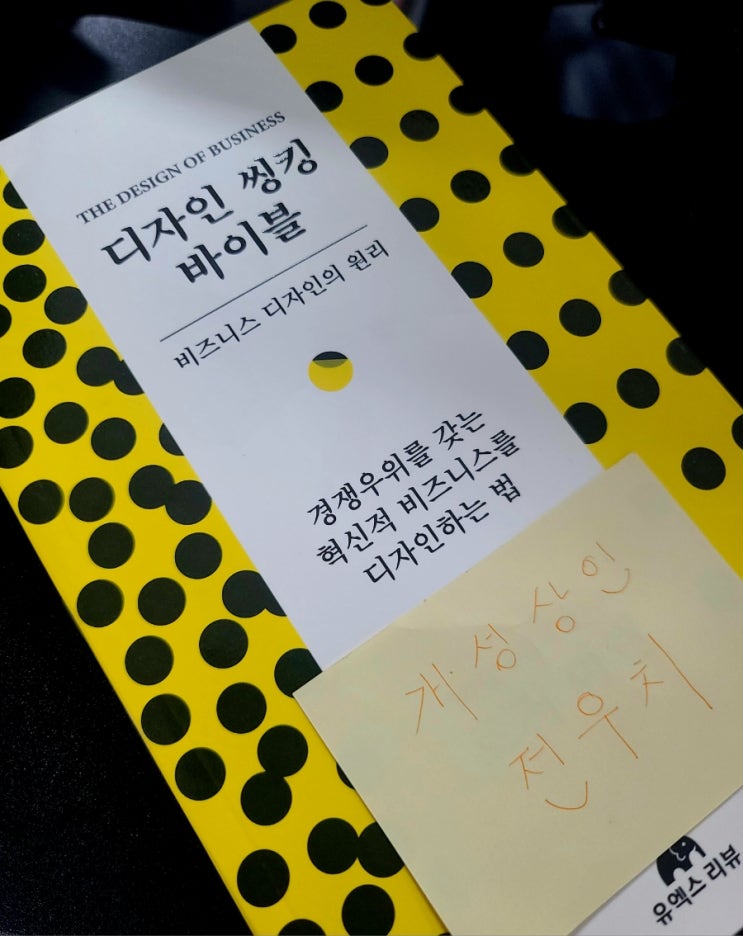 THE DESIGN OF BUSINESS
디자인 씽킹
바이블
비즈니스 디자인의 원리
경쟁우위를 갖는
혁신적 비즈니스를
디자인하는 법
개성상인
전우치
유엑스 리뷰